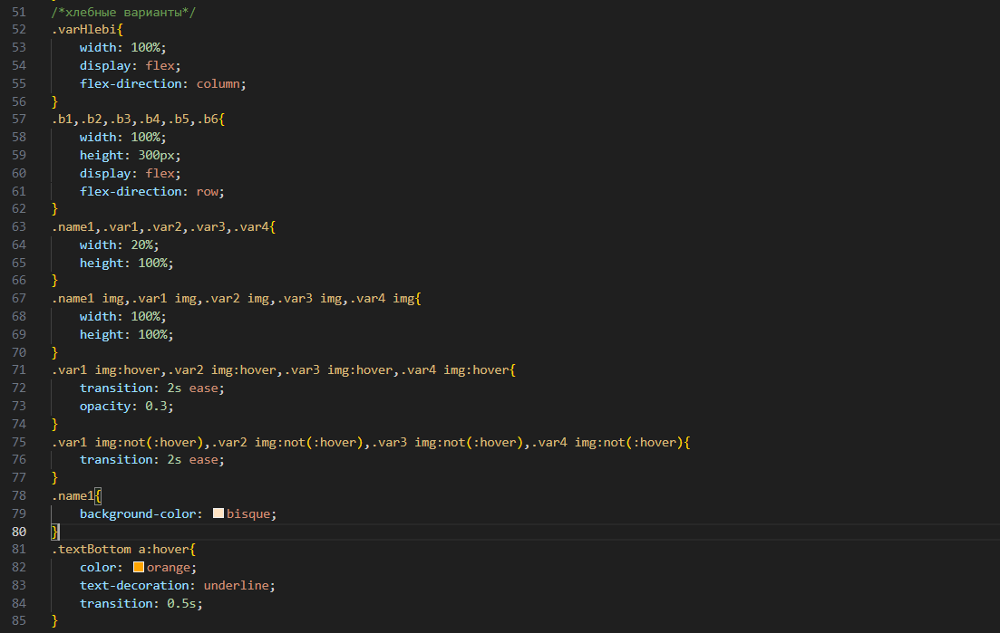 51 /*хлебные варианты*/
52 .varHlebi{
53 width: 100%;
54 display: flex;
55 flex-direction: column;
56 }
57 .b1,.b2,.b3,.b4,.b5,.b6{
58 width: 100%;
59 height: 300px;
60 display: flex;
61 flex-direction: row;
62 }
63 .name1,.var1,.var2,.var3,.var4{
64 width: 20%;
65 height: 100%;
66 }
67 .name1 img,.var1 img,.var2 img,.var3 img,.var4 img{
68 width: 100%;
69 height: 100%;
70 }
71 .var1 img:hover,.var2 img:hover,.var3 img:hover,.var4 img:hover{
72 transition: 2s ease;
73 opacity: 0.3;
74 }
75 .var1 img:not(:hover),.var2 img:not(:hover),.var3 img:not(:hover),.var4 img:not(:hover){
76 transition: 2s ease;
77 }
78 .name1{
79 background-color: bisque;
80 }
81 .textBottom a:hover{
82 color: orange;
83 text-decoration: underline;
84 transition: 0.5s;
85 }